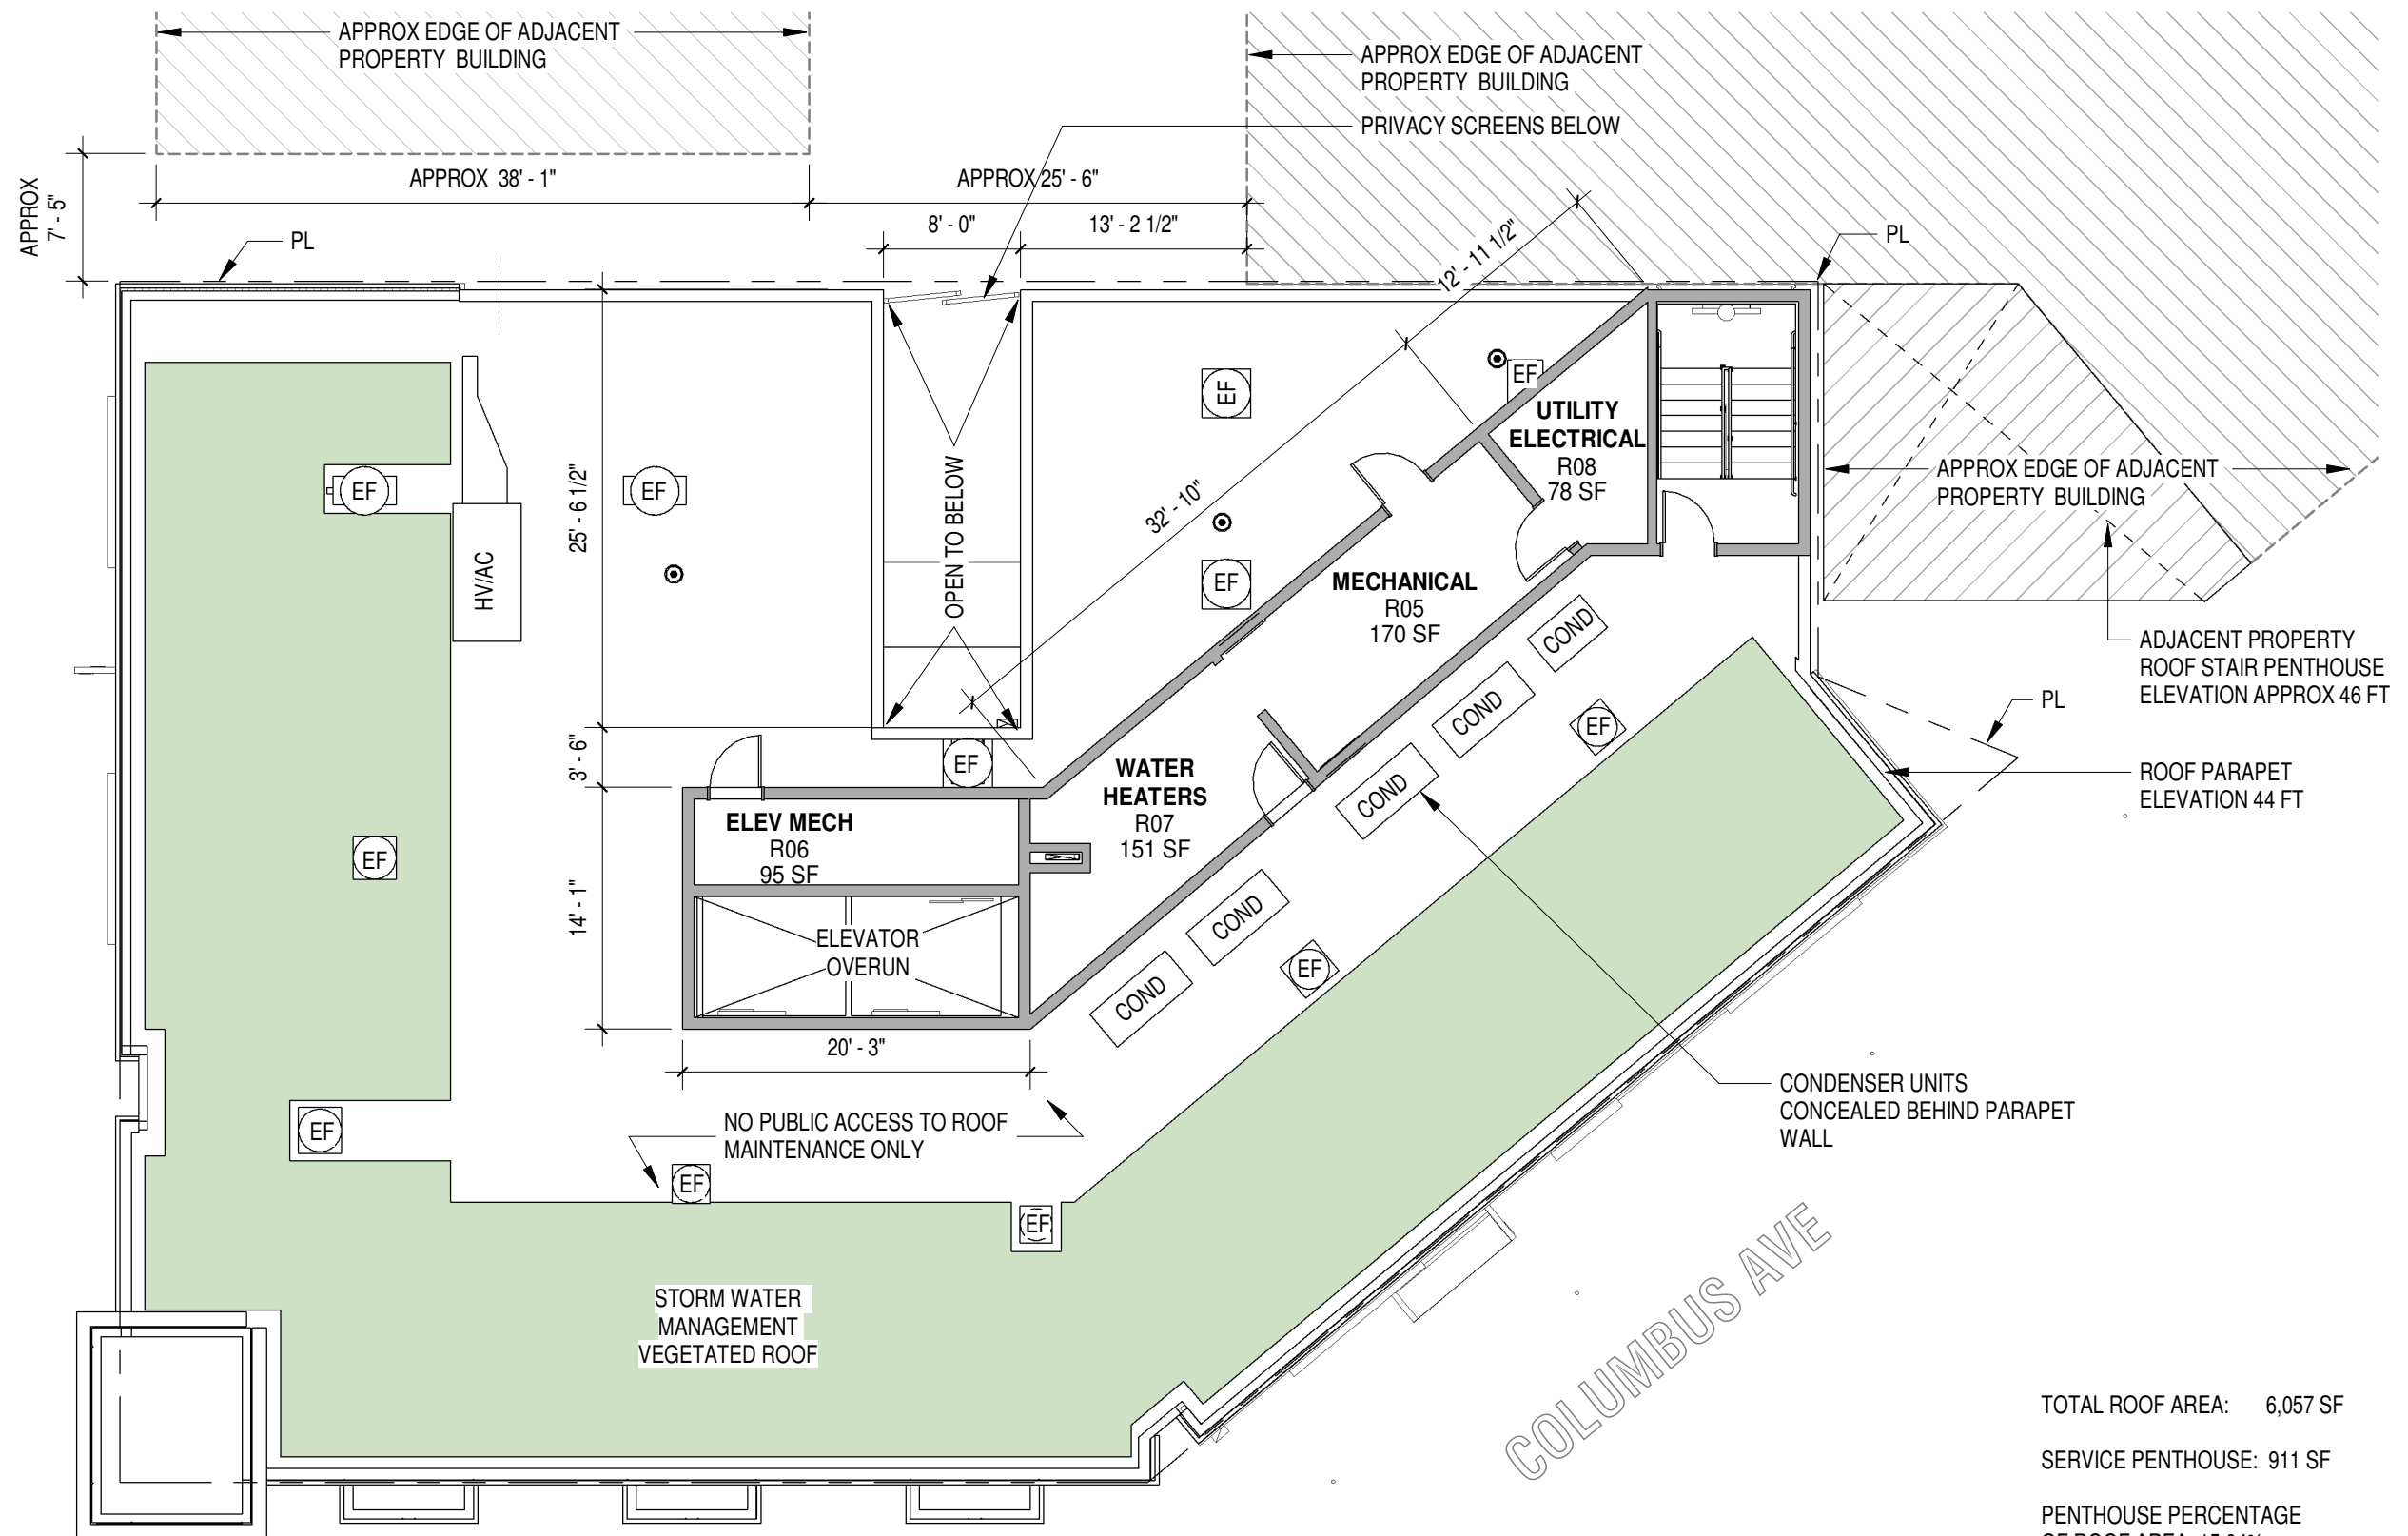 APPROX EDGE OF ADJACENT
PROPERTY BUILDING
APPROX EDGE OF ADJACENT
PROPERTY BUILDING
PRIVACY SCREENS BELOW
APPROX
7' - 5"
APPROX 38' - 1"
APPROX 25' - 6"
8' - 0"
13' - 2 1/2"
12' - 11 1/2"
PL
PL
EF
EF
UTILITY
ELECTRICAL
R08
78 SF
APPROX EDGE OF ADJACENT
PROPERTY BUILDING
EF
EF
25' - 6 1/2"
OPEN TO BELOW
32' - 10"
HV/AC
EF
MECHANICAL
R05
170 SF
COND
COND
COND
COND
COND
ADJACENT PROPERTY
ROOF STAIR PENTHOUSE
ELEVATION APPROX 46 FT
PL
EF
3' - 6"
EF
WATER
HEATERS
R07
151 SF
ROOF PARAPET
ELEVATION 44 FT
ELEV MECH
R06
95 SF
EF
14' - 1"
ELEVATOR
OVERUN
EF
20' - 3"
CONDENSER UNITS
CONCEALED BEHIND PARAPET
WALL
NO PUBLIC ACCESS TO ROOF
MAINTENANCE ONLY
EF
EF
EF
STORM WATER
MANAGEMENT
VEGETATED ROOF
COLUMBUS AVE
TOTAL ROOF AREA: 6,057 SF
SERVICE PENTHOUSE: 911 SF
PENTHOUSE PERCENTAGE